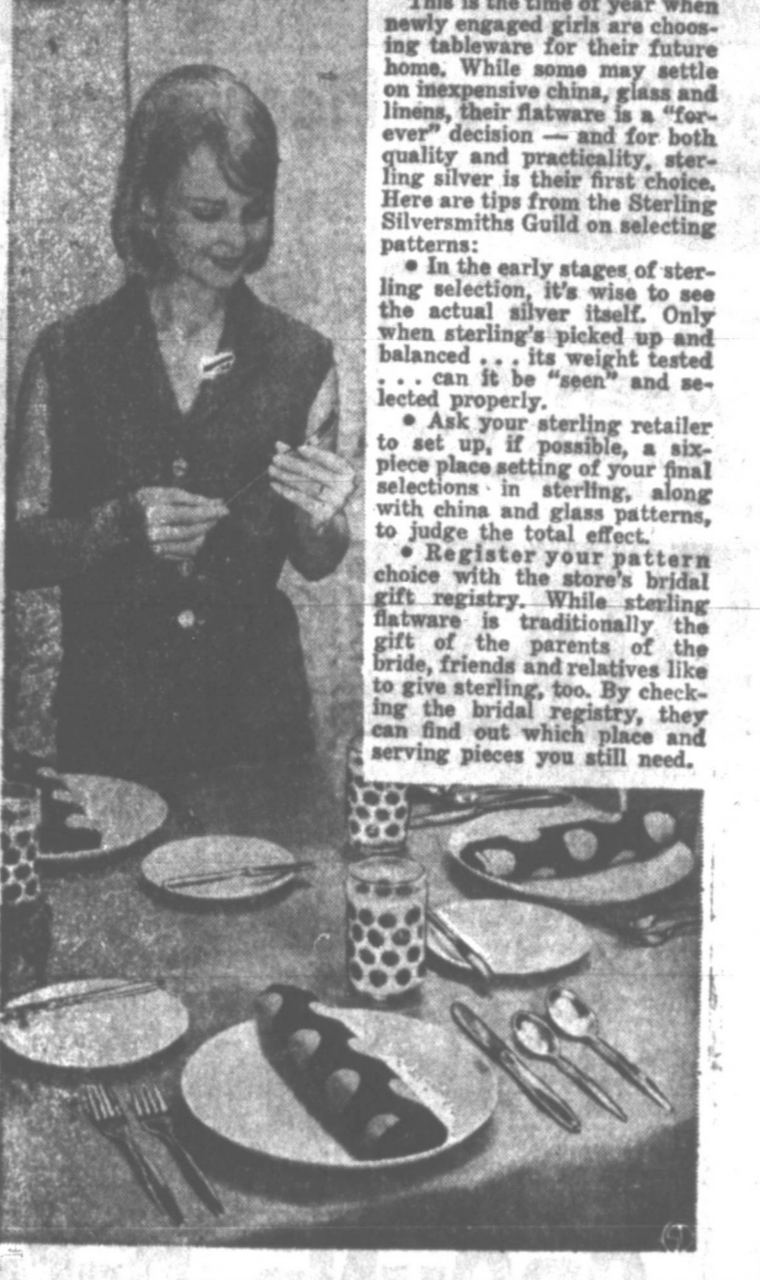 This is the time of year when
newly engaged girls are choos-
ing tableware for their future
home. While some may settle
on inexpensive china, glass and
linens, their flatware is a "for-
ever" decision — and for both
quality and practicality, ster-
ling silver is their first choice.
Here are tips from the Sterling
Silversmiths Guild on selecting
patterns:
• In the early stages of ster-
ling selection, it's wise to see
the actual silver itself. Only
when sterling's picked up and
balanced . . . its weight tested
. . . can it be "seen" and se-
lected properly.
• Ask your sterling retailer
to set up, if possible, a six-
piece place setting of your final
selections in sterling, along
with china and glass patterns,
to judge the total effect.
• Register your pattern
choice with the store's bridal
gift registry. While sterling
flatware is traditionally the
gift of the parents of the
bride, friends and relatives like
to give sterling, too. By check-
ing the bridal registry, they
can find out which place and
serving pieces you still need.